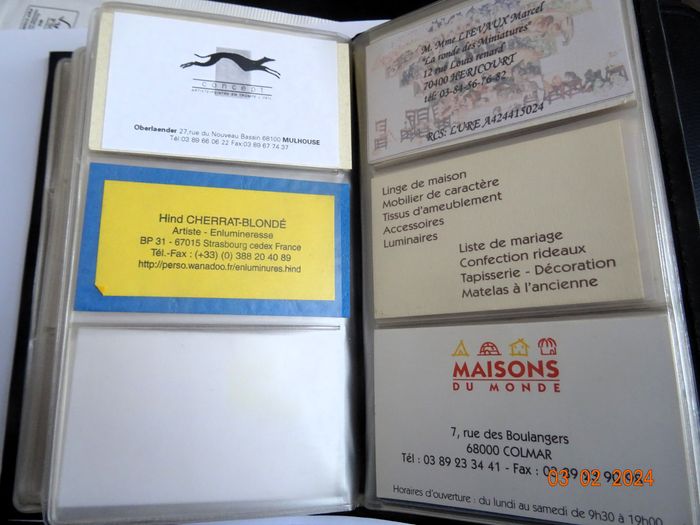 concept
Oberlaender 27,rue du Nouveau Bassin 68100 MULHOUSE
Tél 03 89 66 06 22 Fax:03 89 67 74 37
Hind CHERRAT-BLONDÉ
Artiste - Enlumineresse
BP 31 - 67015 Strasbourg cedex France
Tél.-Fax : (+33) (0) 388 20 40 89
http://perso.wanadoo.fr/enluminures.hind
M. Mme LIEVAUX Marcel
"La ronde des Miniatures"
12 rue Louis renard
70400 HERICOURT
tél: 03-84-56-76-82
RCS: LURE A424415024
Linge de maison
Mobilier de caractère
Tissus d'ameublement
Accessoires
Luminaires
Liste de mariage
Confection rideaux
Tapisserie - Décoration
Matelas à l'ancienne
MAISONS
DU MONDE
7, rue des Boulangers
68000 COLMAR
Tél : 03 89 23 34 41 - Fax :
03 02 2024
Horaires d'ouverture : du lundi au samedi de 9h30 à 19h00